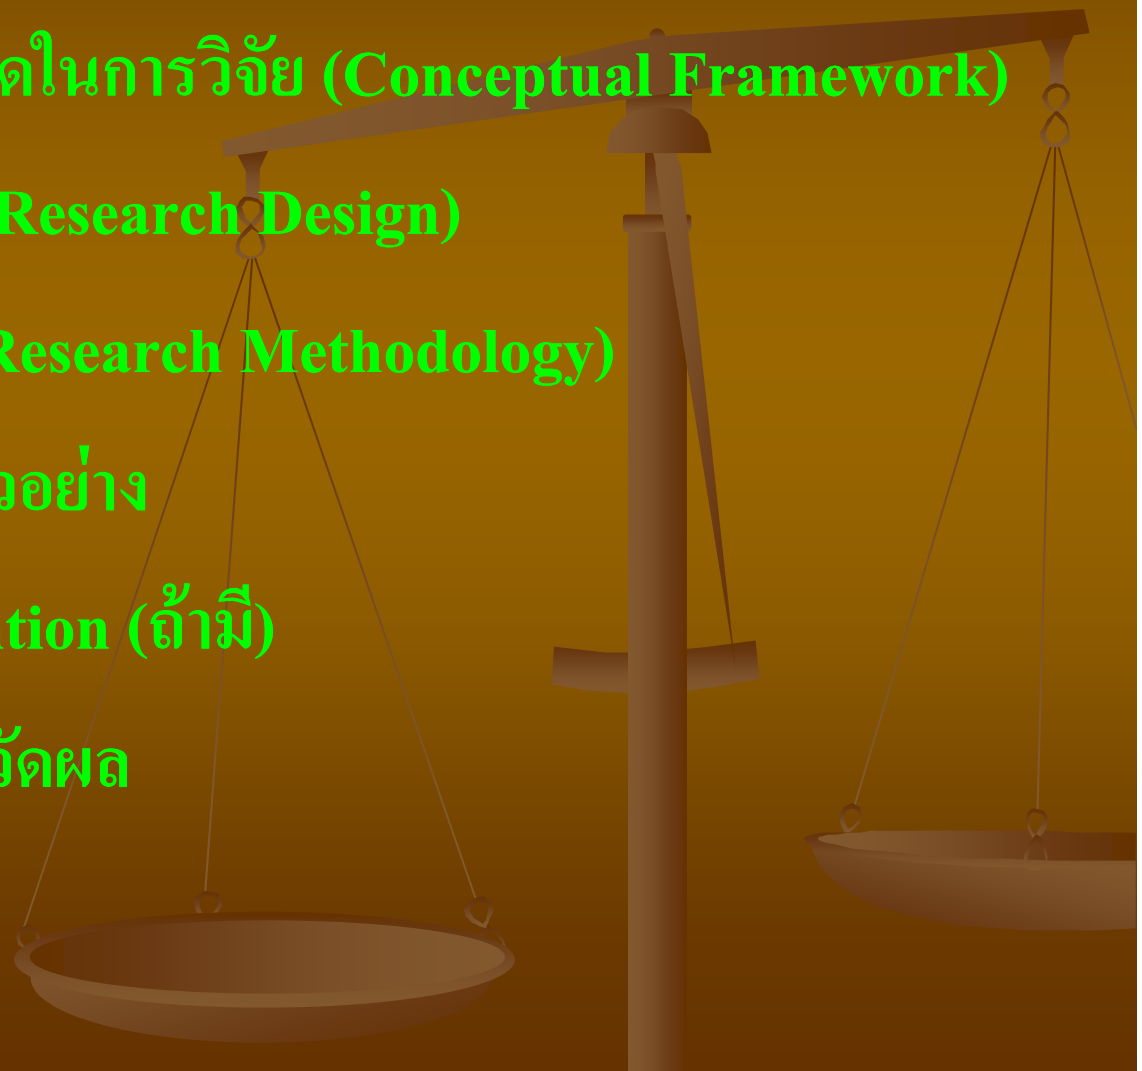 ดในการวิจัย (Conceptual Framework)
Research Design)
Research Methodology)
วอย่าง
tion (ถ้ามี)
วัดผล